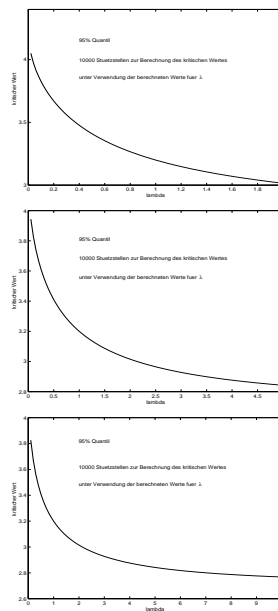 95% Quantil
10000 Stuetzstellen zur Berechnung des kritischen Wertes
unter Verwendung der berechneten Werte fuer λ
kritischer Wert
4
3.5
3
0 0.2 0.4 0.6 0.8 1 1.2 1.4 1.6 1.8
lambda
95% Quantil
10000 Stuetzstellen zur Berechnung des kritischen Wertes
unter Verwendung der berechneten Werte fuer λ
kritischer Wert
4
3.8
3.6
3.4
3.2
3
2.8
0 0.5 1 1.5 2 2.5 3 3.5 4 4.5
lambda
95% Quantil
10000 Stuetzstellen zur Berechnung des kritischen Wertes
unter Verwendung der berechneten Werte fuer λ
kritischer Wert
4
3.8
3.6
3.4
3.2
3
2.8
2.6
0 1 2 3 4 5 6 7 8 9
lambda